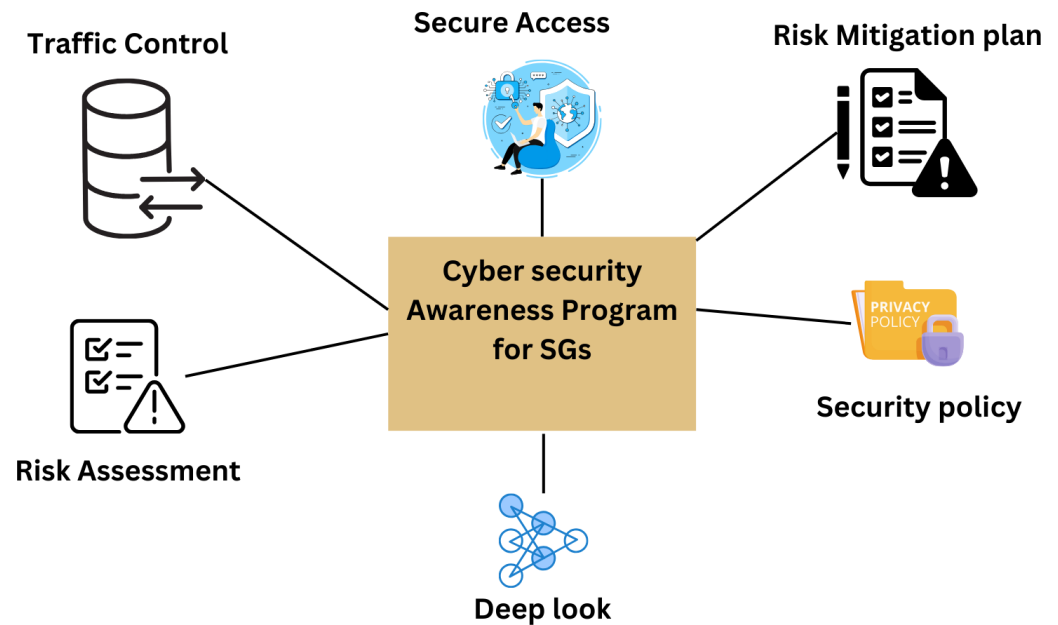 Secure Access
Traffic Control
Risk Mitigation plan
Cyber security
Awareness Program
for SGs
PRIVACY
POLICY
Security policy
Risk Assessment
Deep look